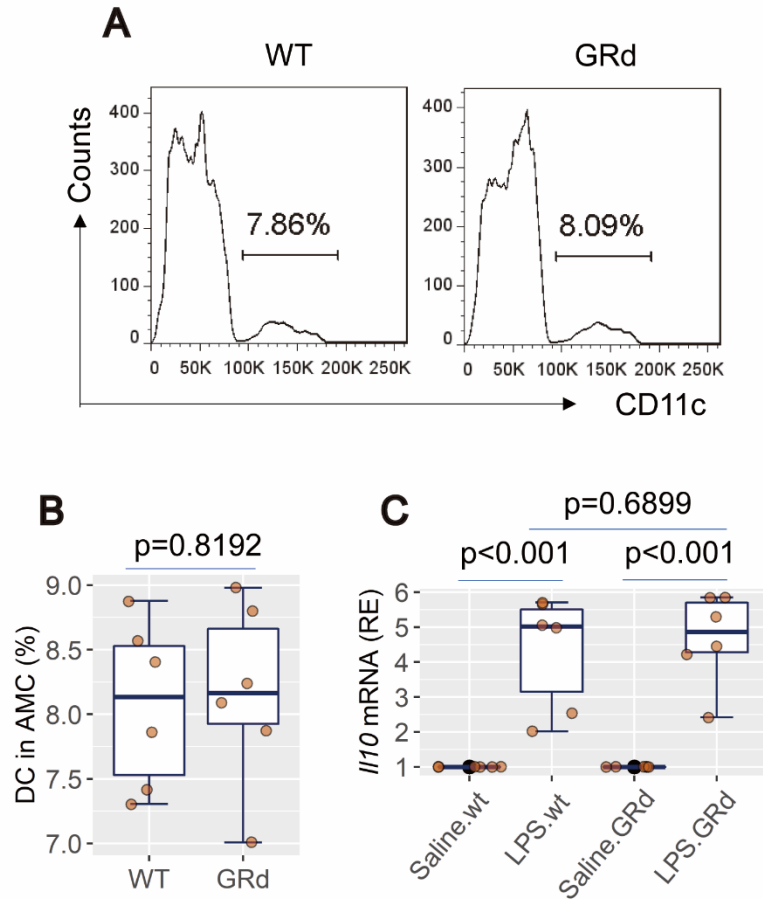 A
WT
GRd
Counts
400
300
200
100
0
7.86%
0 50K 100K 150K 200K 250K
400
300
200
100
0
8.09%
0 50K 100K 150K 200K 250K
CD11c
B
p=0.8192
DC in AMC (%)
9.0
8.5
8.0
7.5
7.0
WT
GRd
C
p=0.6899
p<0.001
p<0.001
Il10 mRNA (RE)
6
5
4
3
2
1
Saline.wt
LPS.wt
Saline.GRd
LPS.GRd